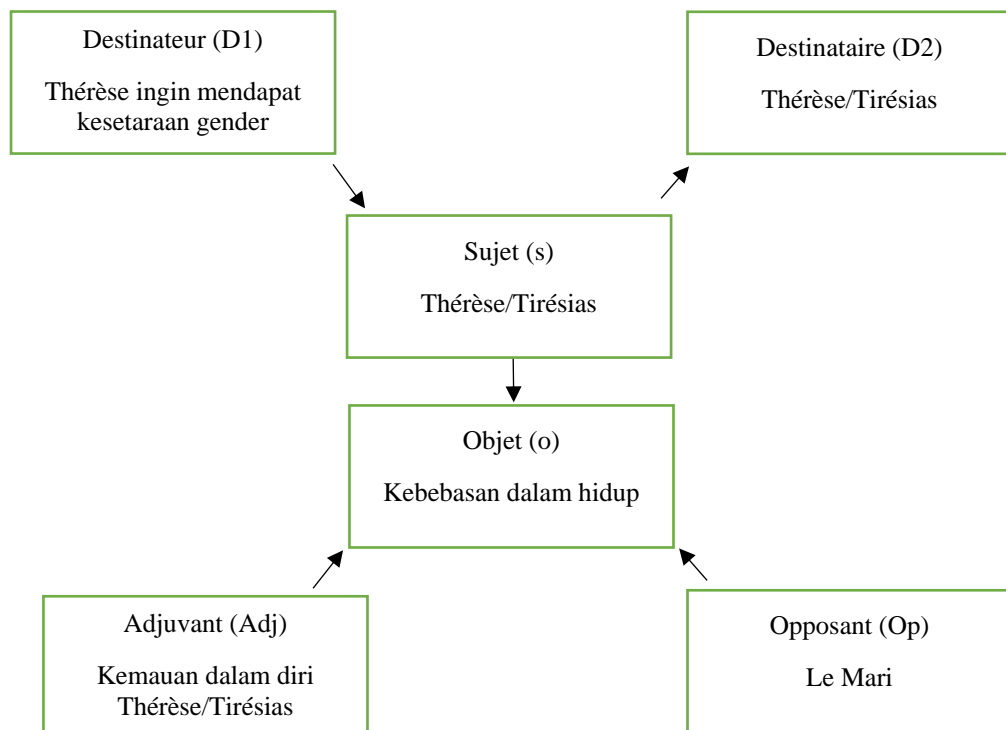 Destinateur (D1)
Thérèse ingin mendapat
kesetaraan gender
Destinataire (D2)
Thérèse/Tirésias
Sujet (s)
Thérèse/Tirésias
Objet (o)
Kebebasan dalam hidup
Adjuvant (Adj)
Kemauan dalam diri
Thérèse/Tirésias
Opposant (Op)
Le Mari